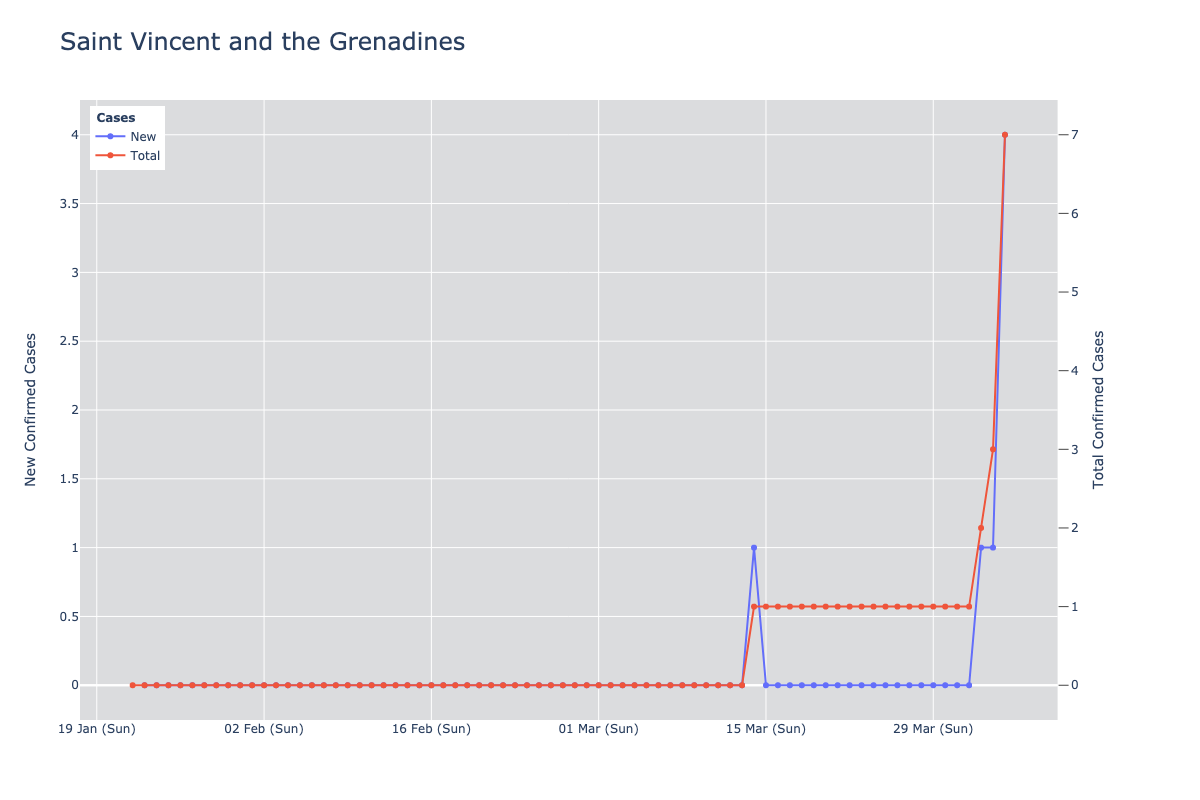 Saint Vincent and the Grenadines
Cases
New
Total
4
3.5
3
2.5
2
1.5
1
0.5
0
New Confirmed Cases
7
6
5
4
3
2
1
0
Total Confirmed Cases
19 Jan (Sun) 02 Feb (Sun) 16 Feb (Sun) 01 Mar (Sun) 15 Mar (Sun) 29 Mar (Sun)